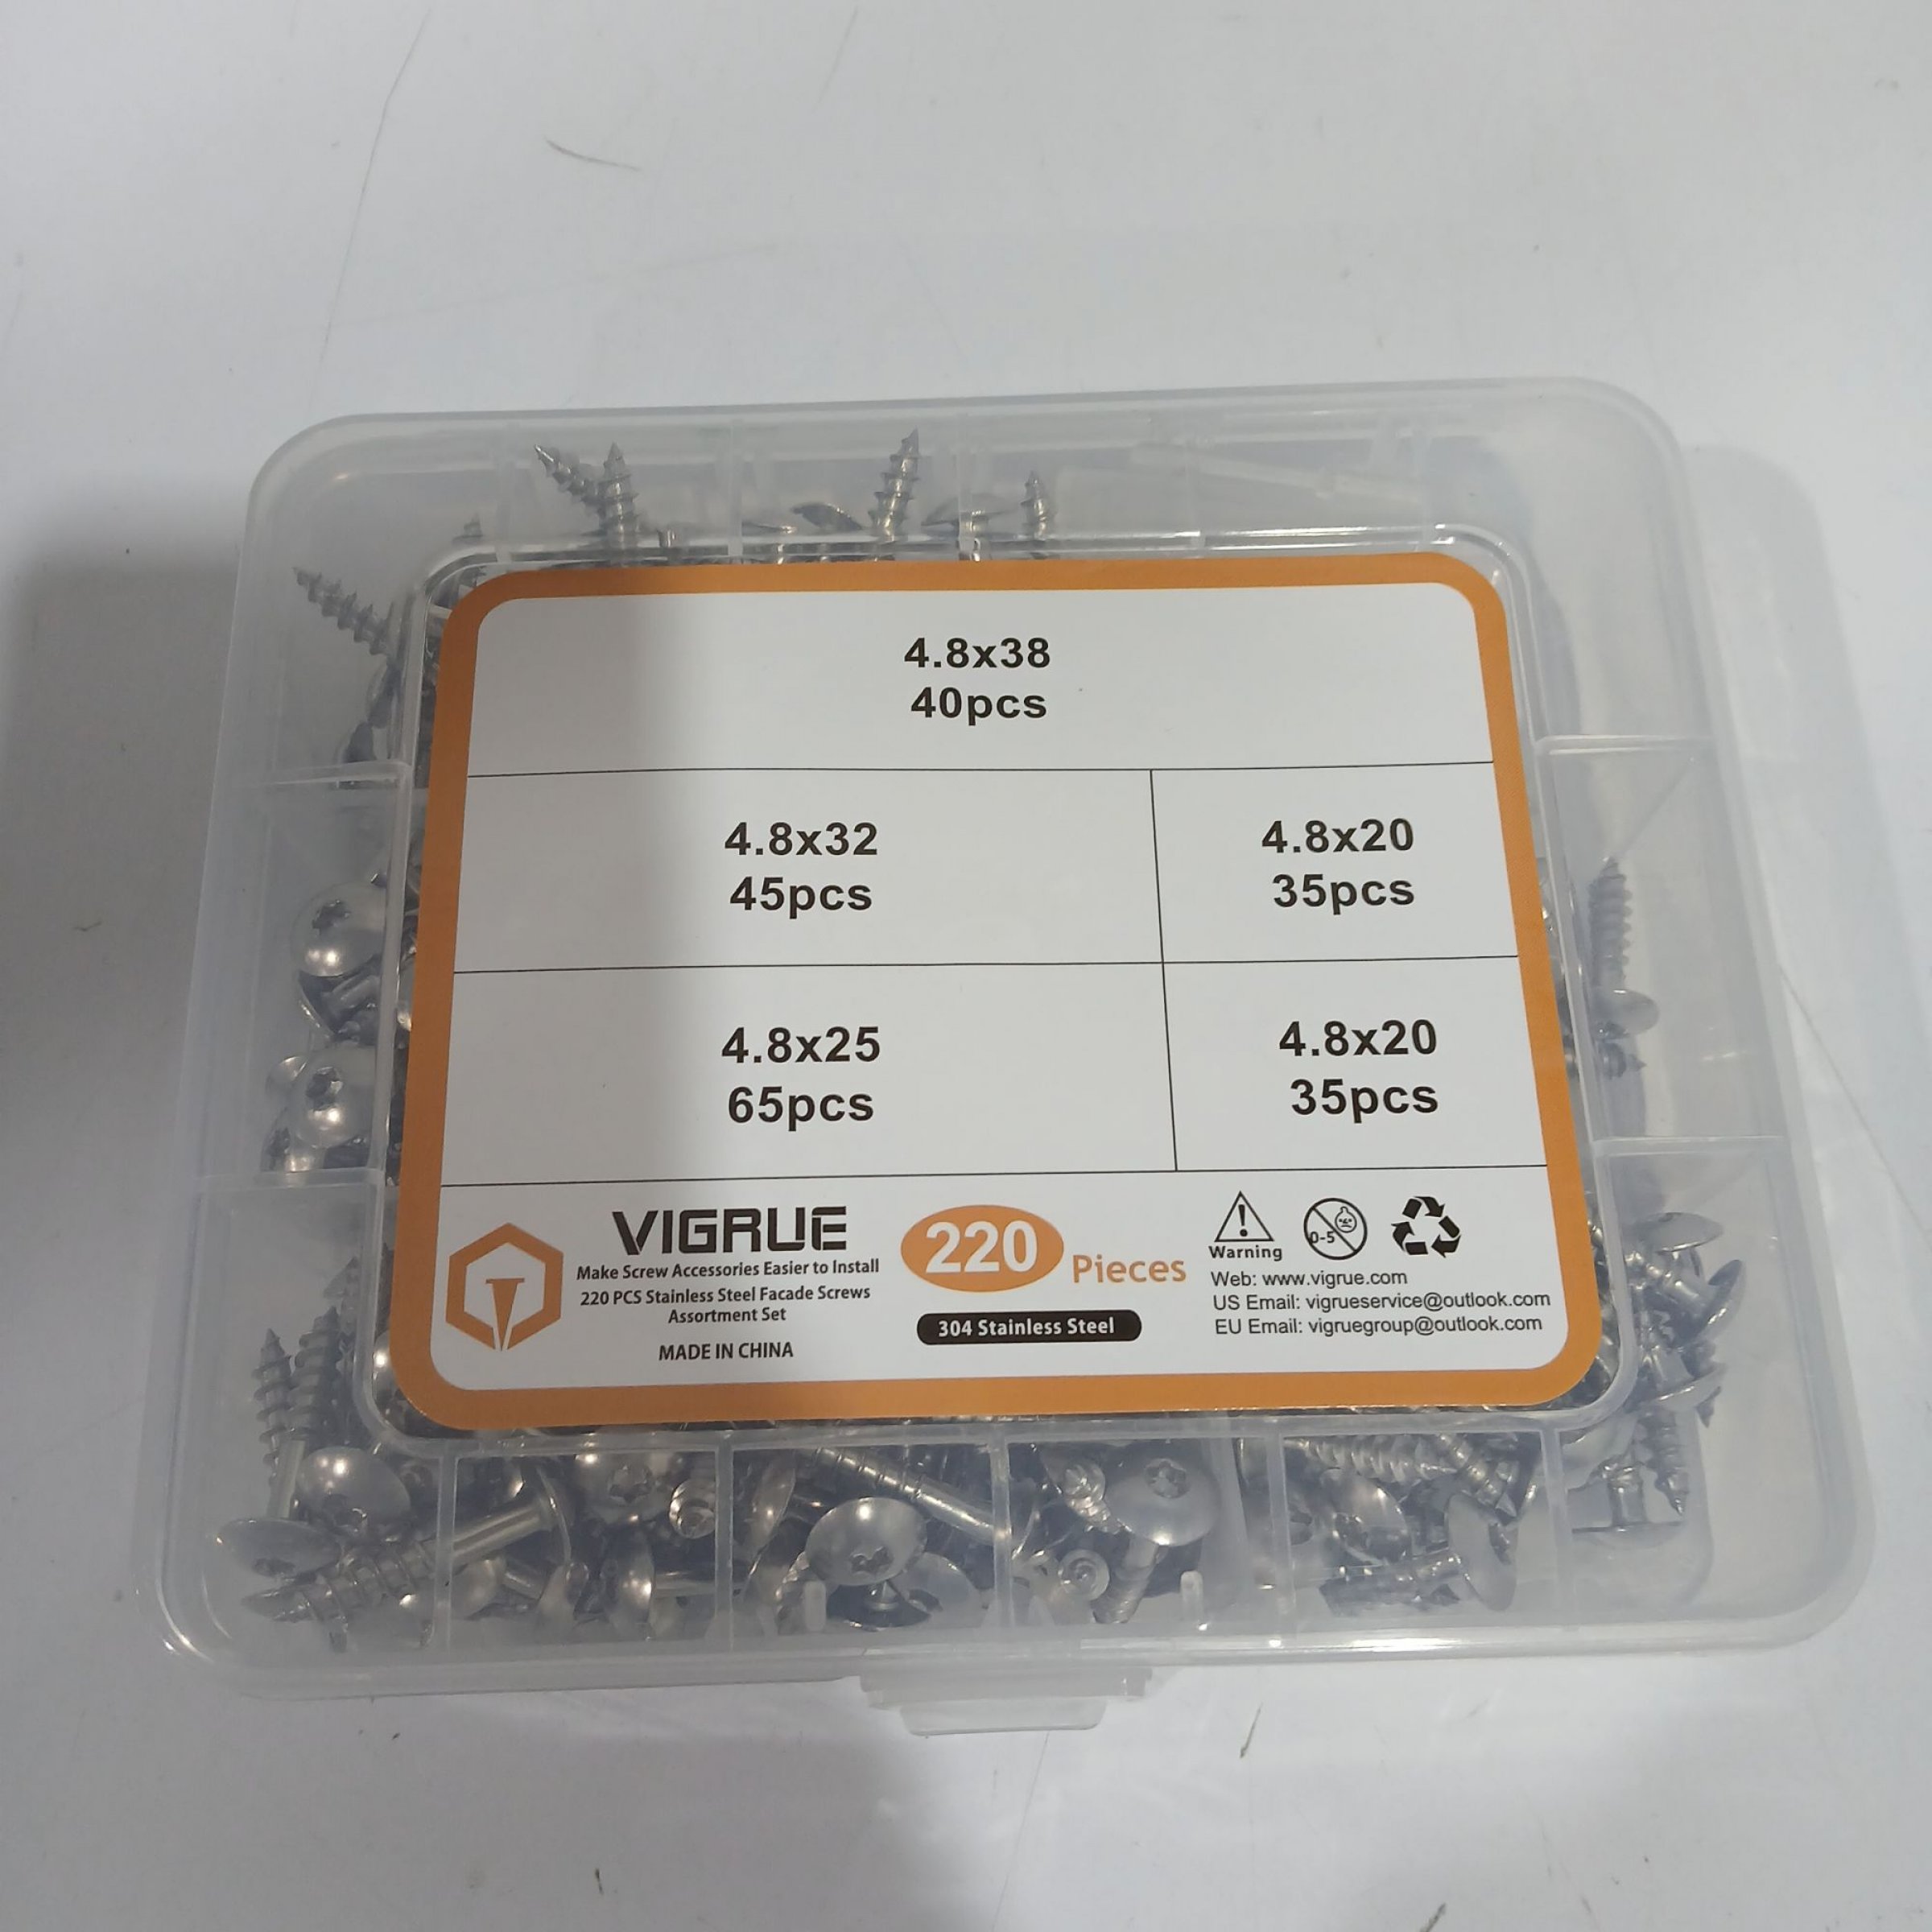 4.8x38
40pcs
4.8x32
45pcs
4.8x20
35pcs
4.8x25
65pcs
4.8x20
35pcs
VIGRUE
Make Screw Accessories Easier to Install
220 PCS Stainless Steel Facade Screws
Assortment Set
MADE IN CHINA
220 Pieces
304 Stainless Steel
Warning
0-5
Web: www.vigrue.com
US Email: vigrueservice@outlook.com
EU Email: vigruegroup@outlook.com